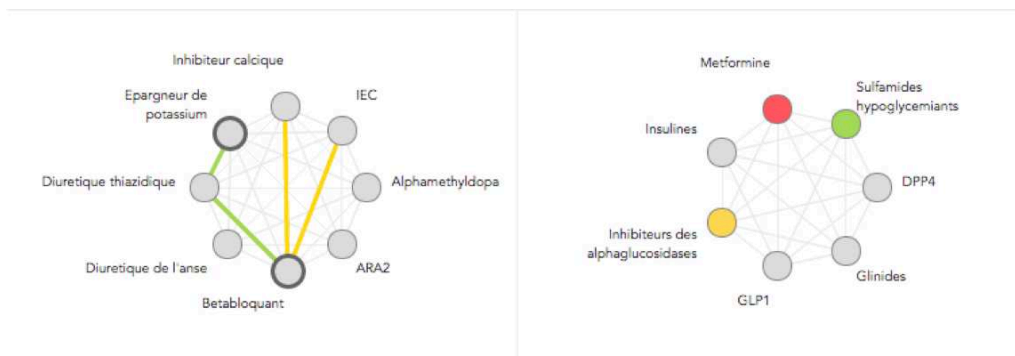 Inhibiteur calcique
Epargneur de
potassium
IEC
Diuretique thiazidique
Alphamethyldopa
Diuretique de l'anse
ARA2
Betabloquant
Metformine
Sulfamides
hypoglycemiants
Insulines
DPP4
Inhibiteurs des
alphaglucosidases
Glinides
GLP1